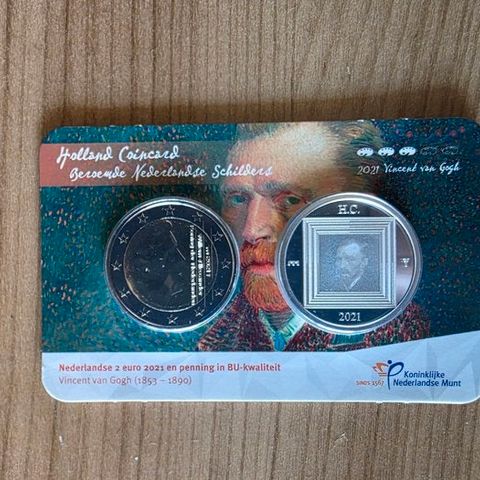 Holland Coincard
Beroemde Nederlandse Schilders
2021 Vincent van Gogh
H.C.
2021
Nederlandse 2 euro 2021 en penning in BU-kwaliteit
Vincent van Gogh (1853 – 1890)
SINDS 1567
Koninklijke
Nederlandse Munt